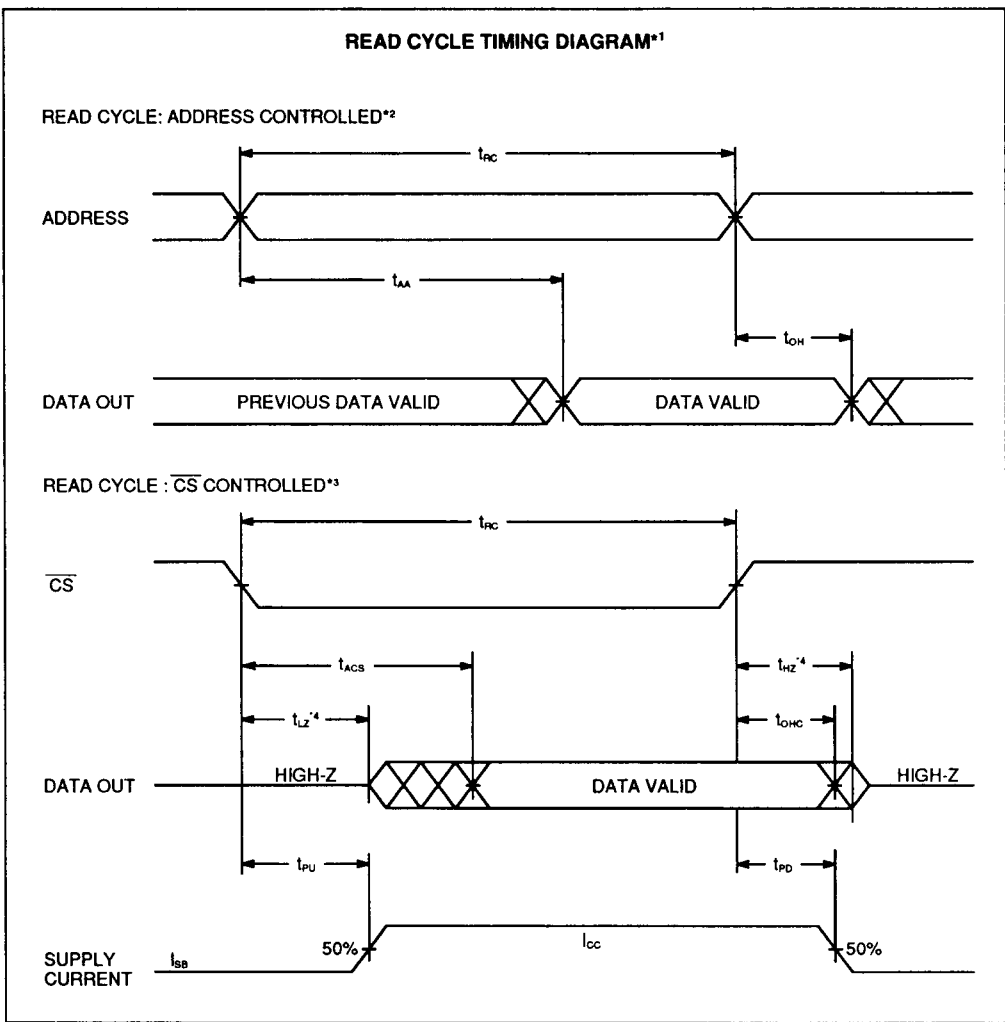 READ CYCLE TIMING DIAGRAM*1
READ CYCLE: ADDRESS CONTROLLED*2
tRC
ADDRESS
tAA
tOH
DATA OUT
PREVIOUS DATA VALID
DATA VALID
READ CYCLE : C̅S̅ CONTROLLED*3
tRC
C̅S̅
tACS
tHZ*4
tLZ*4
tOHC
DATA OUT
HIGH-Z
DATA VALID
HIGH-Z
tPU
tPD
SUPPLY
CURRENT
ISB
50%
ICC
50%